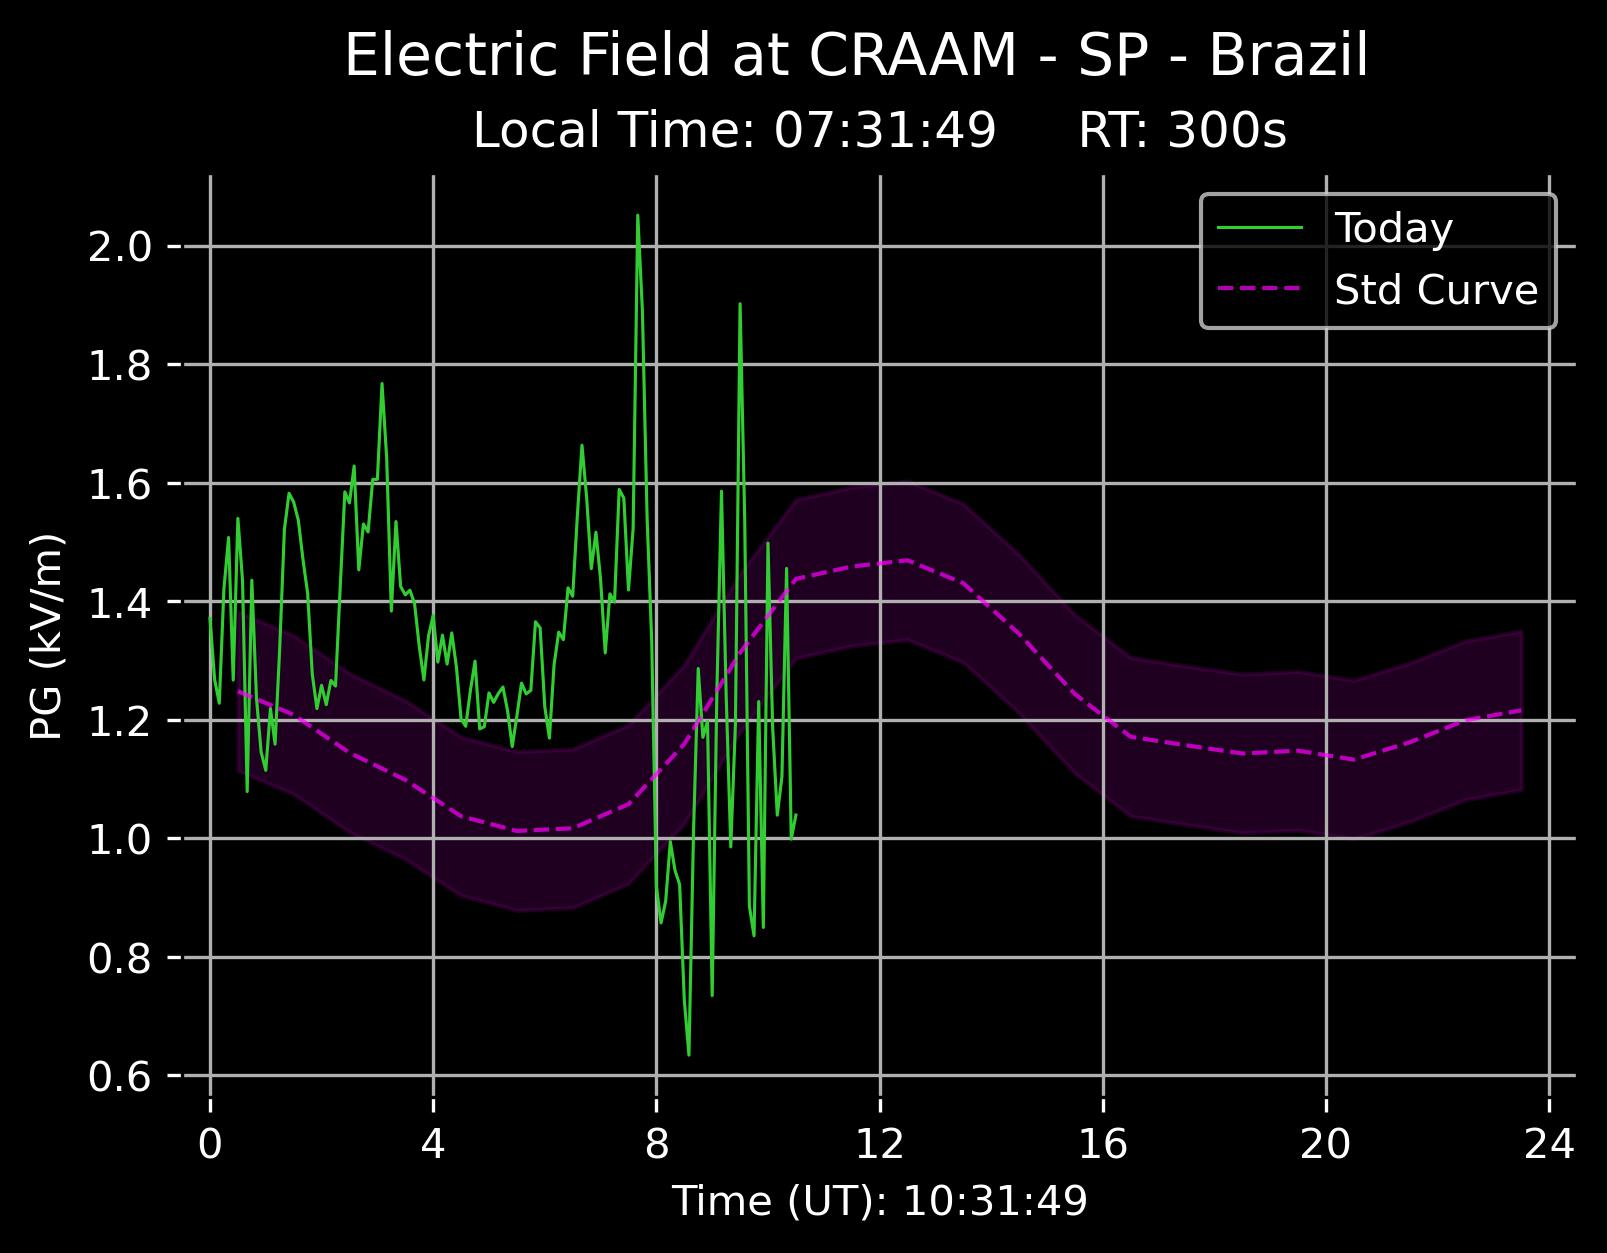 Electric Field at CRAAM - SP - Brazil
Local Time: 07:31:49 RT: 300s
Today
Std Curve
2.0
1.8
1.6
1.4
1.2
1.0
0.8
0.6
PG (kV/m)
0 4 8 12 16 20 24
Time (UT): 10:31:49